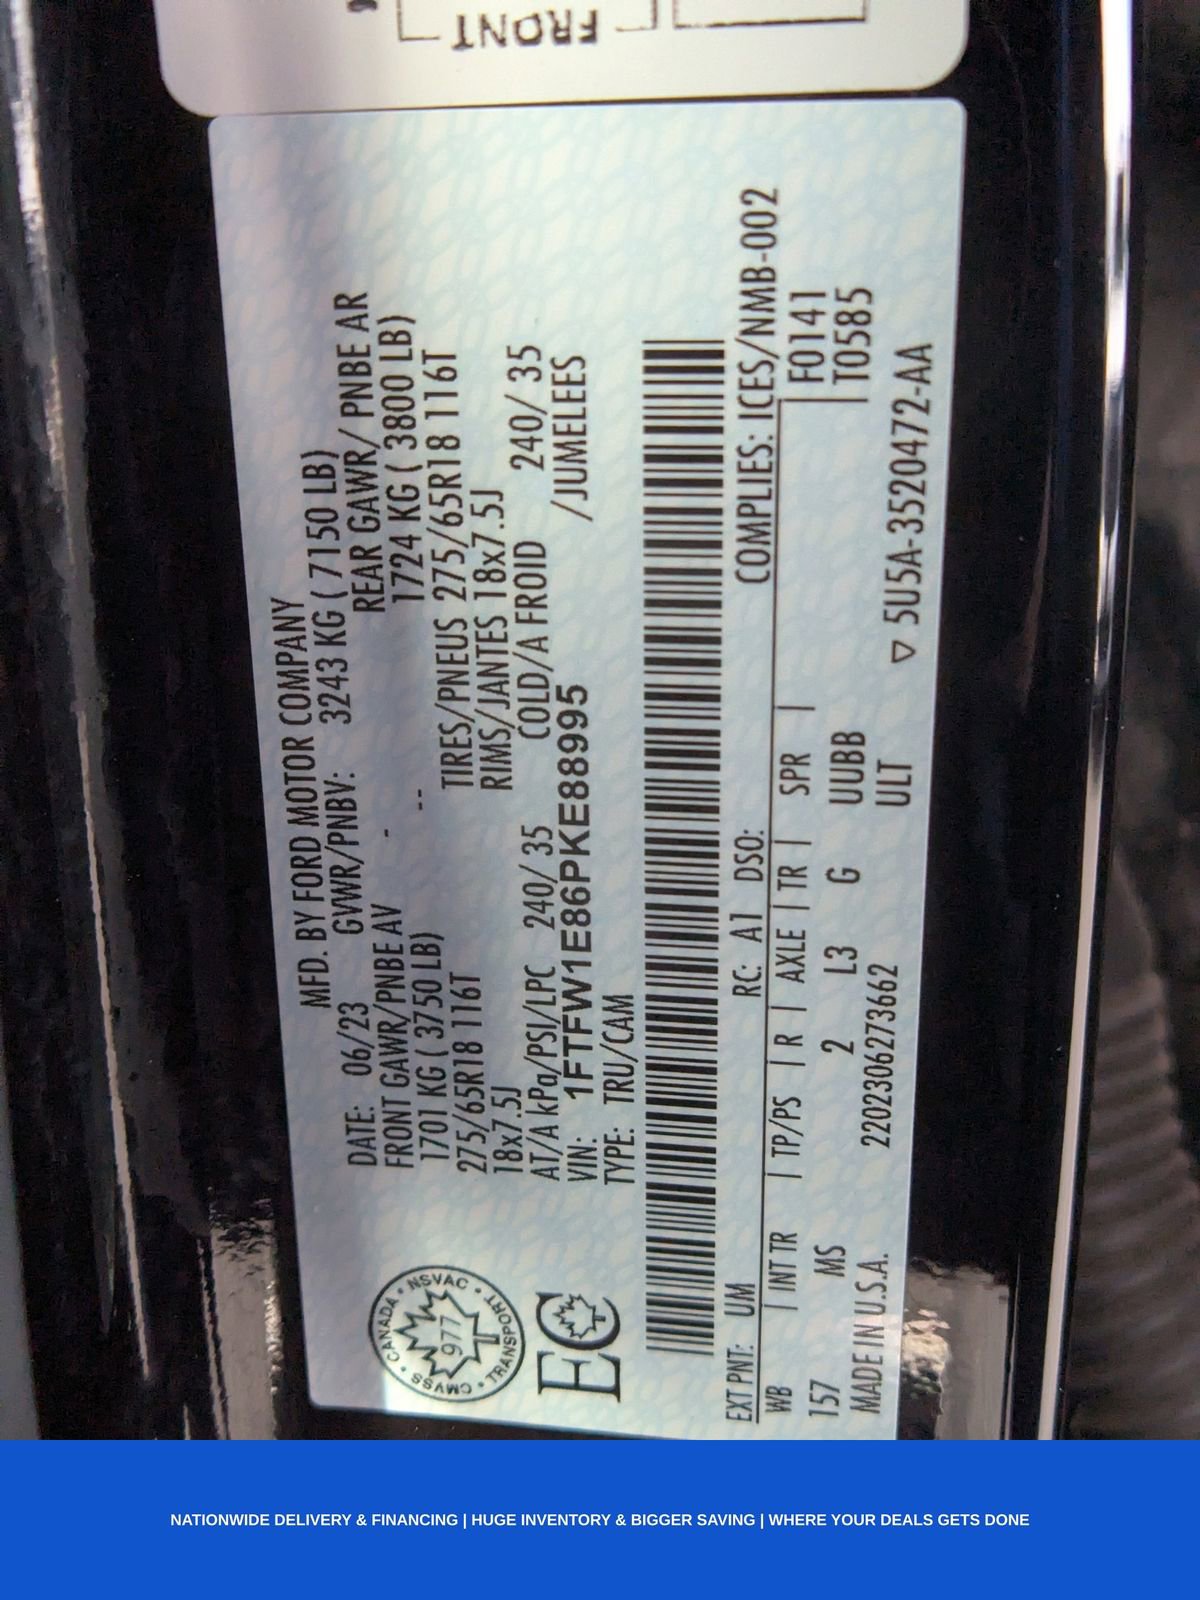 FRONT
MFD. BY FORD MOTOR COMPANY
DATE: 06/23 GVWR/PNBV: 3243 KG ( 7150 LB)
FRONT GAWR/PNBE AV - REAR GAWR/ PNBE AR
1701 KG ( 3750 LB) -- 1724 KG ( 3800 LB)
275/65R18 116T TIRES/PNEUS 275/65R18 116T
18x7.5J RIMS/JANTES 18x7.5J
AT/A kPa/PSI/LPC 240/ 35 COLD/A FROID 240/ 35
VIN: 1FTFW1E86PKE88995 /JUMELEES
TYPE: TRU/CAM
CANADA • NSVAC • TRANSPORT • CMVSS •
977
EC
EXT PNT: UM RC: A1 DSO: COMPLIES: ICES/NMB-002
WB | INT TR | TP/PS | R | AXLE | TR | SPR | F0141
157 MS 2 L3 G UUBB T0585
MADE IN U.S.A. 2202306273662 ULT ▽ 5U5A-3520472-AA
NATIONWIDE DELIVERY & FINANCING | HUGE INVENTORY & BIGGER SAVING | WHERE YOUR DEALS GETS DONE